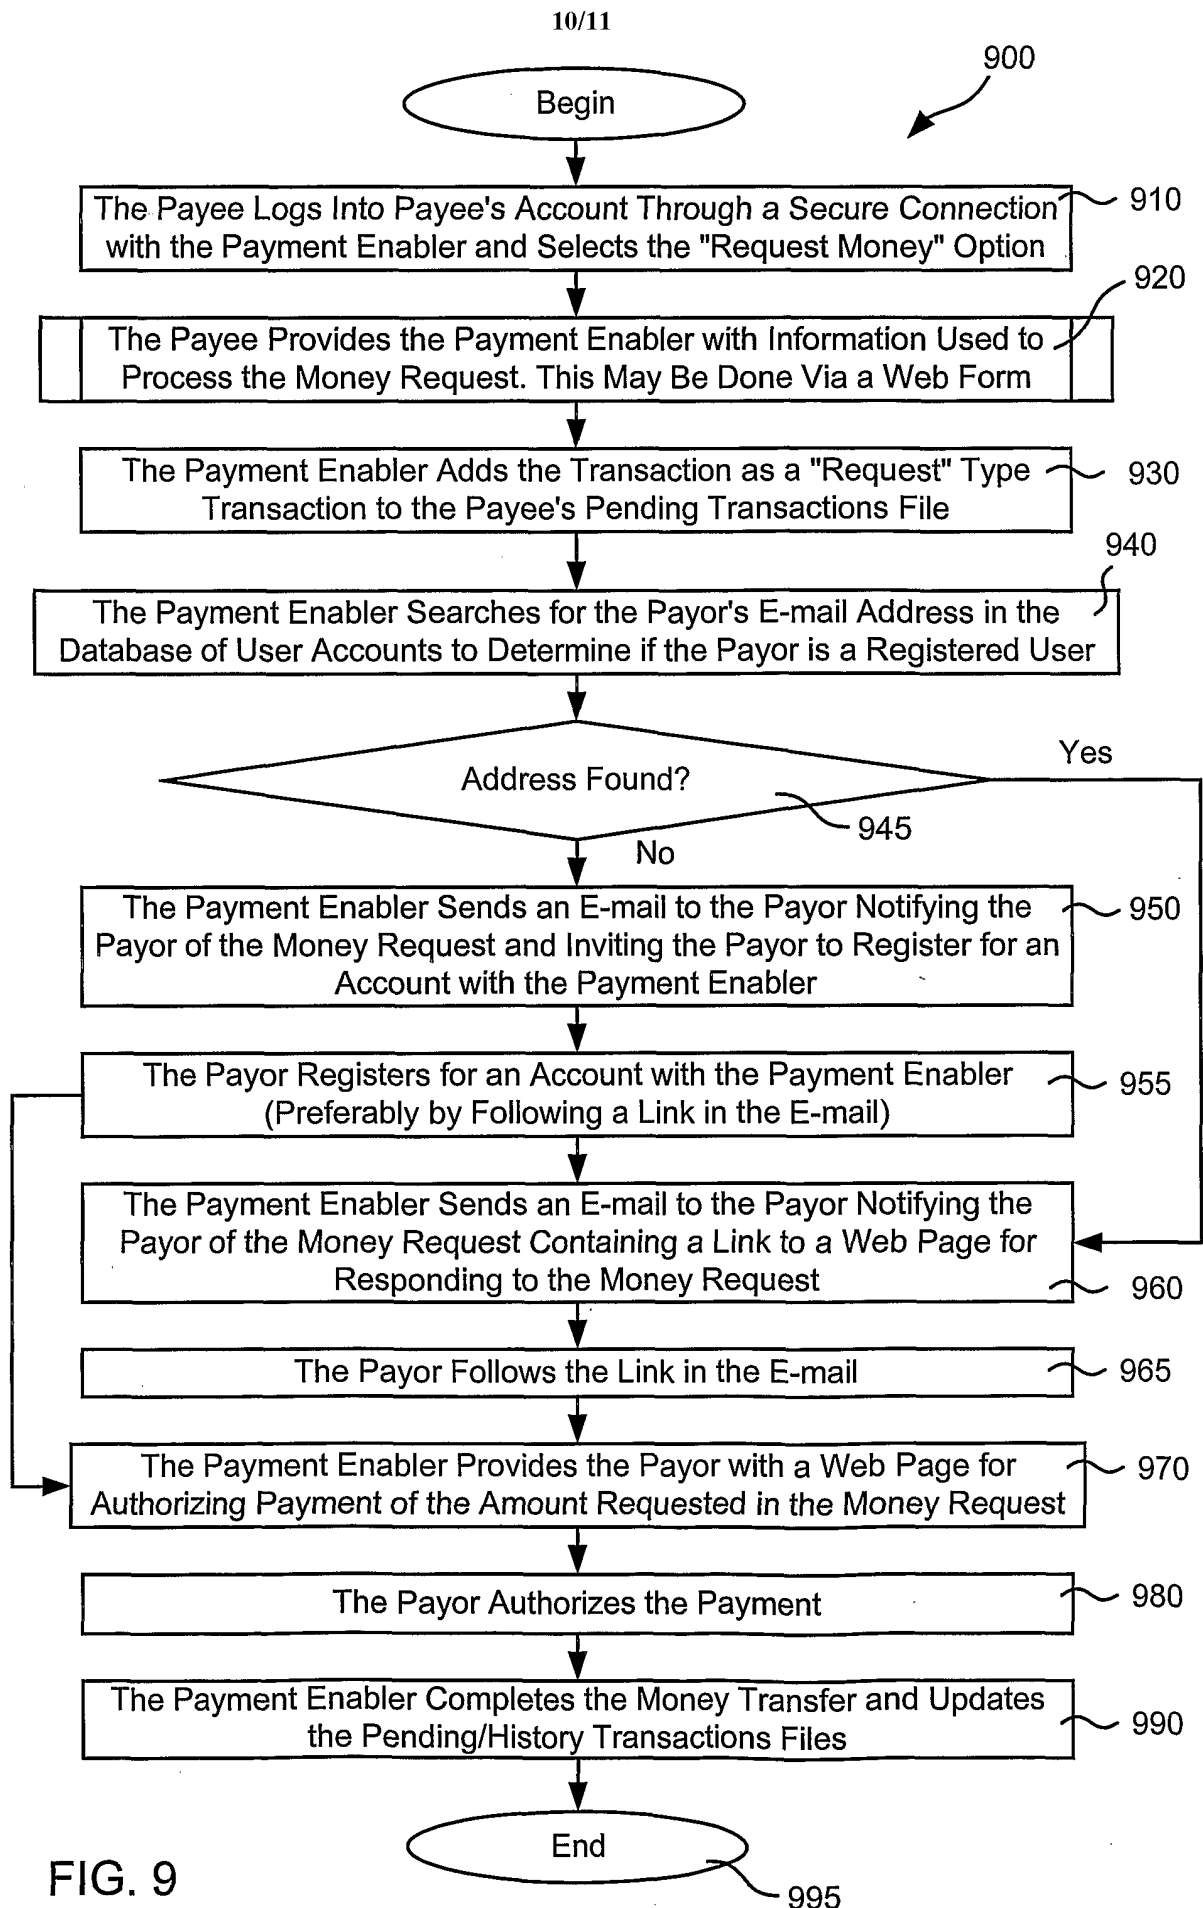 10/11
900
Begin
The Payee Logs Into Payee's Account Through a Secure Connection
with the Payment Enabler and Selects the "Request Money" Option
910
920
The Payee Provides the Payment Enabler with Information Used to
Process the Money Request. This May Be Done Via a Web Form
The Payment Enabler Adds the Transaction as a "Request" Type
Transaction to the Payee's Pending Transactions File
930
940
The Payment Enabler Searches for the Payor's E-mail Address in the
Database of User Accounts to Determine if the Payor is a Registered User
Yes
Address Found?
945
No
The Payment Enabler Sends an E-mail to the Payor Notifying the
Payor of the Money Request and Inviting the Payor to Register for an
Account with the Payment Enabler
950
The Payor Registers for an Account with the Payment Enabler
(Preferably by Following a Link in the E-mail)
955
The Payment Enabler Sends an E-mail to the Payor Notifying the
Payor of the Money Request Containing a Link to a Web Page for
Responding to the Money Request
960
The Payor Follows the Link in the E-mail
965
The Payment Enabler Provides the Payor with a Web Page for
Authorizing Payment of the Amount Requested in the Money Request
970
The Payor Authorizes the Payment
980
The Payment Enabler Completes the Money Transfer and Updates
the Pending/History Transactions Files
990
End
995
FIG. 9